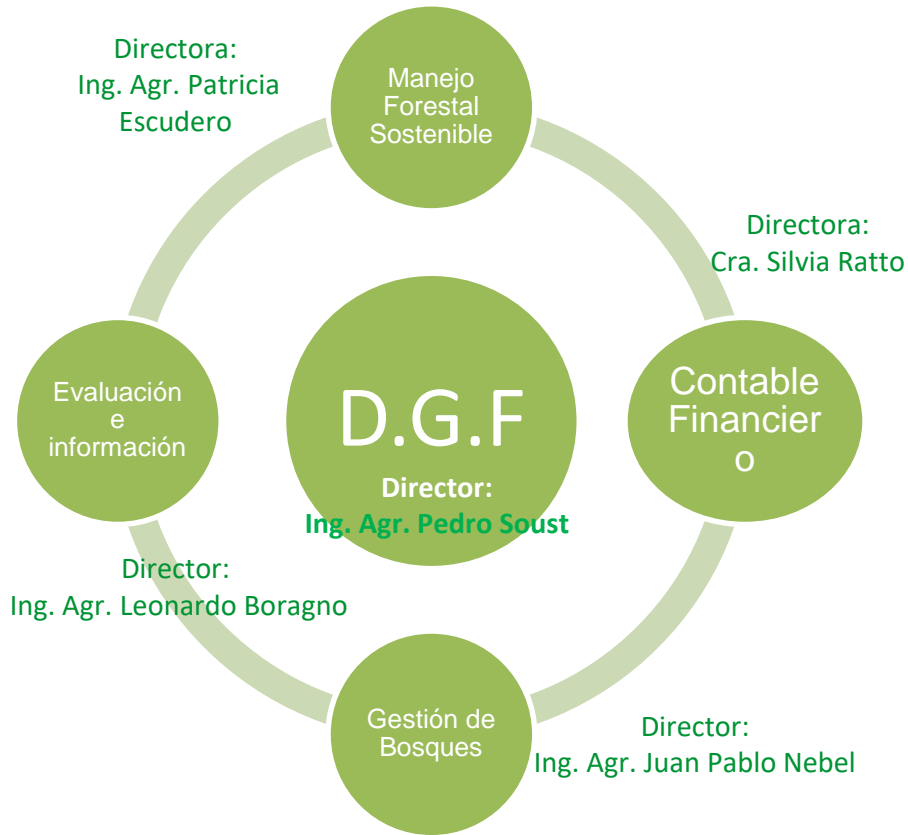 Directora:
Ing. Agr. Patricia
Escudero
Manejo
Forestal
Sostenible
Directora:
Cra. Silvia Ratto
Evaluación
e
información
D.G.F
Director:
Ing. Agr. Pedro Soust
Contable
Financier
o
Director:
Ing. Agr. Leonardo Boragno
Gestión de
Bosques
Director:
Ing. Agr. Juan Pablo Nebel